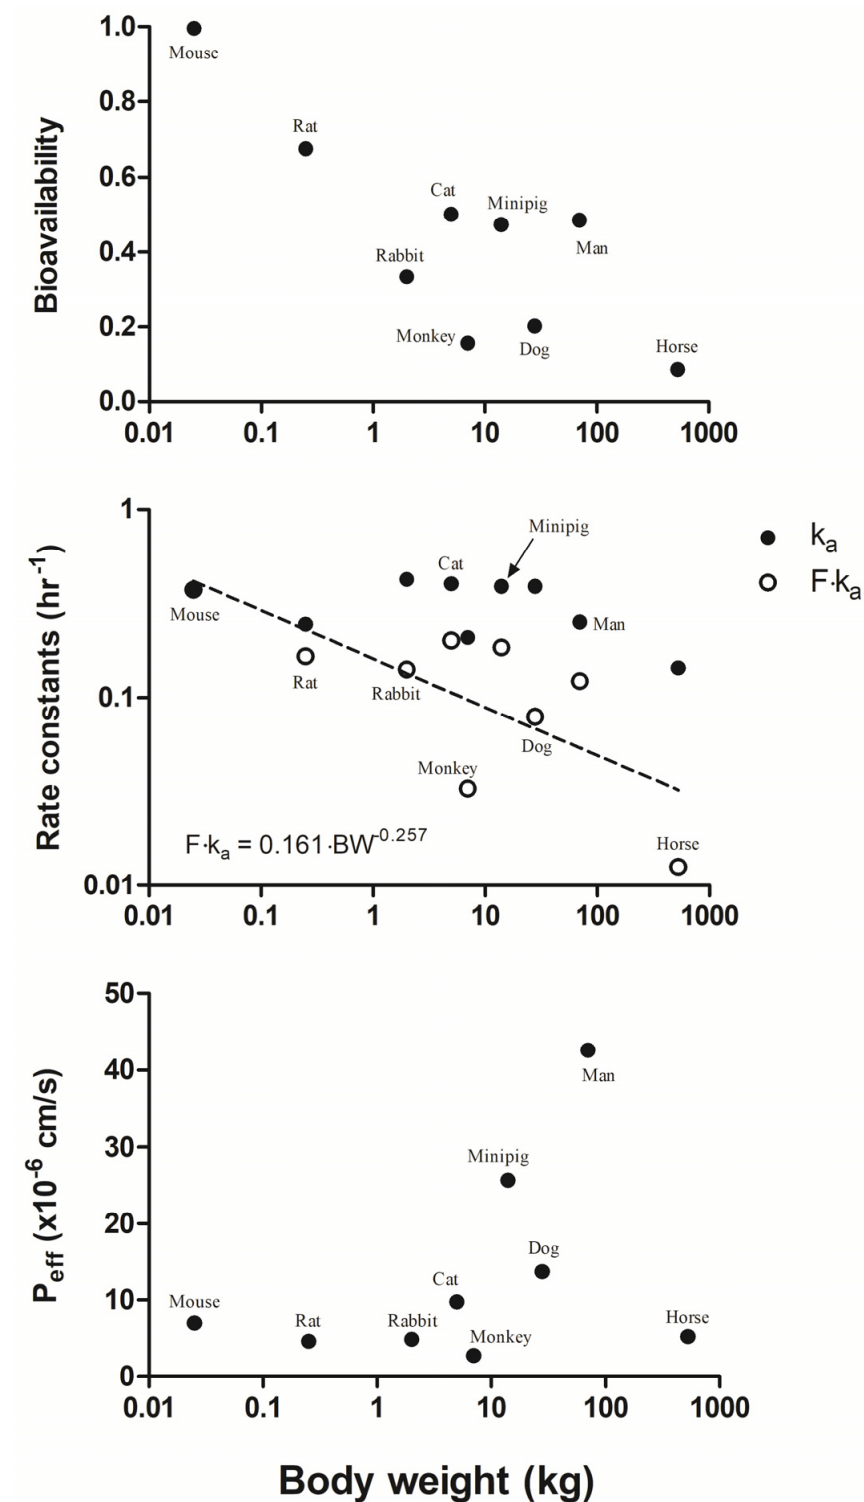 1.0
Mouse
0.8
Rat
0.6
Cat
Minipig
Bioavailability
0.4
Rabbit
Man
Monkey
0.2
Dog
Horse
0.0
0.01 0.1 1 10 100 1000
1
Minipig
kₐ
Cat
F·kₐ
Mouse
Man
Rate constants (hr⁻¹)
0.1
Rat
Rabbit
Dog
Monkey
F·kₐ = 0.161·BW⁻⁰·²⁵⁷
Horse
0.01
0.01 0.1 1 10 100 1000
50
40
Man
30
Minipig
Peff (x10⁻⁶ cm/s)
20
Dog
Cat
10
Mouse
Rat
Rabbit
Monkey
Horse
0
0.01 0.1 1 10 100 1000
Body weight (kg)